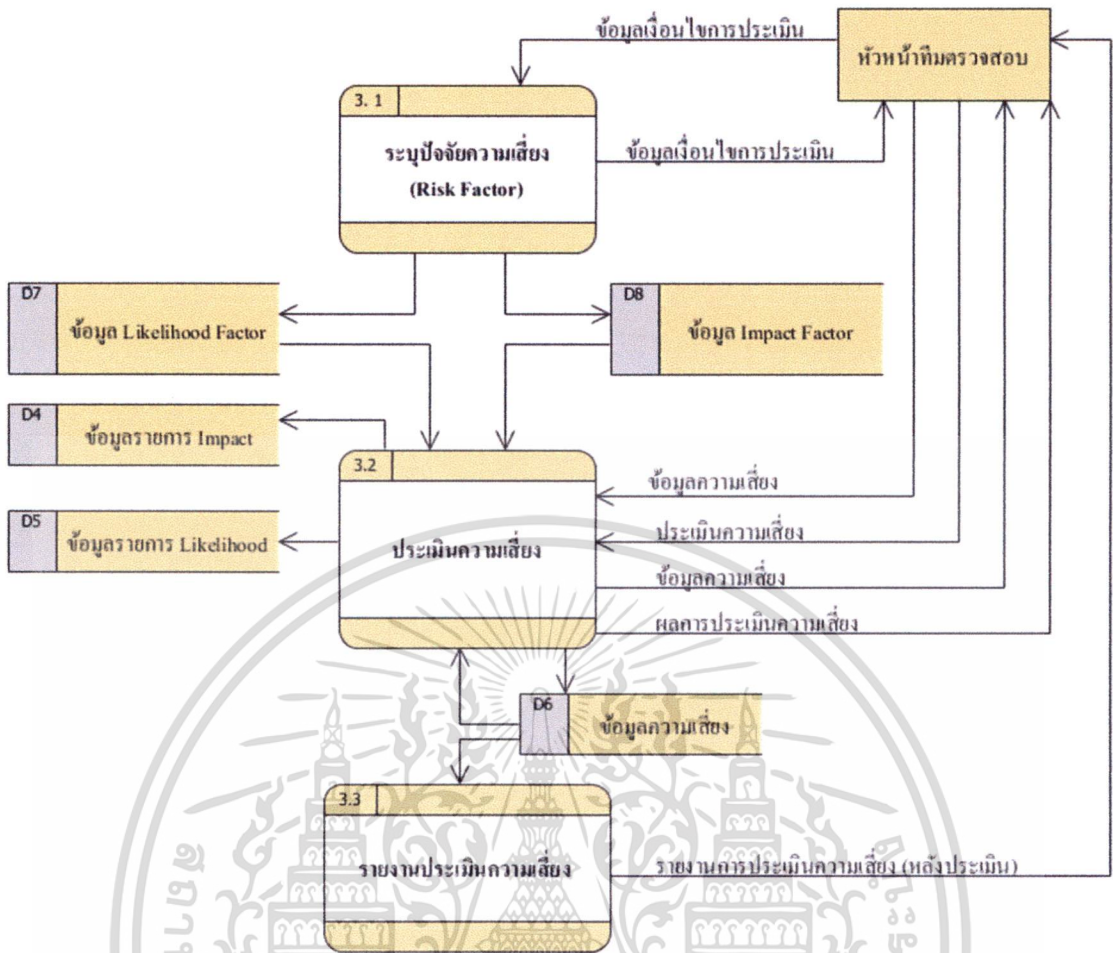 ข้อมูลเงื่อนไขการประเมิน
หัวหน้าทีมตรวจสอบ
3. 1
ระบุปัจจัยความเสี่ยง
(Risk Factor)
ข้อมูลเงื่อนไขการประเมิน
D7
ข้อมูล Likelihood Factor
D8
ข้อมูล Impact Factor
D4
ข้อมูลรายการ Impact
3.2
ประเมินความเสี่ยง
ข้อมูลความเสี่ยง
D5
ข้อมูลรายการ Likelihood
ประเมินความเสี่ยง
ข้อมูลความเสี่ยง
ผลการประเมินความเสี่ยง
D6
ข้อมูลความเสี่ยง
3.3
รายงานประเมินความเสี่ยง
รายงานการประเมินความเสี่ยง (หลังประเมิน)